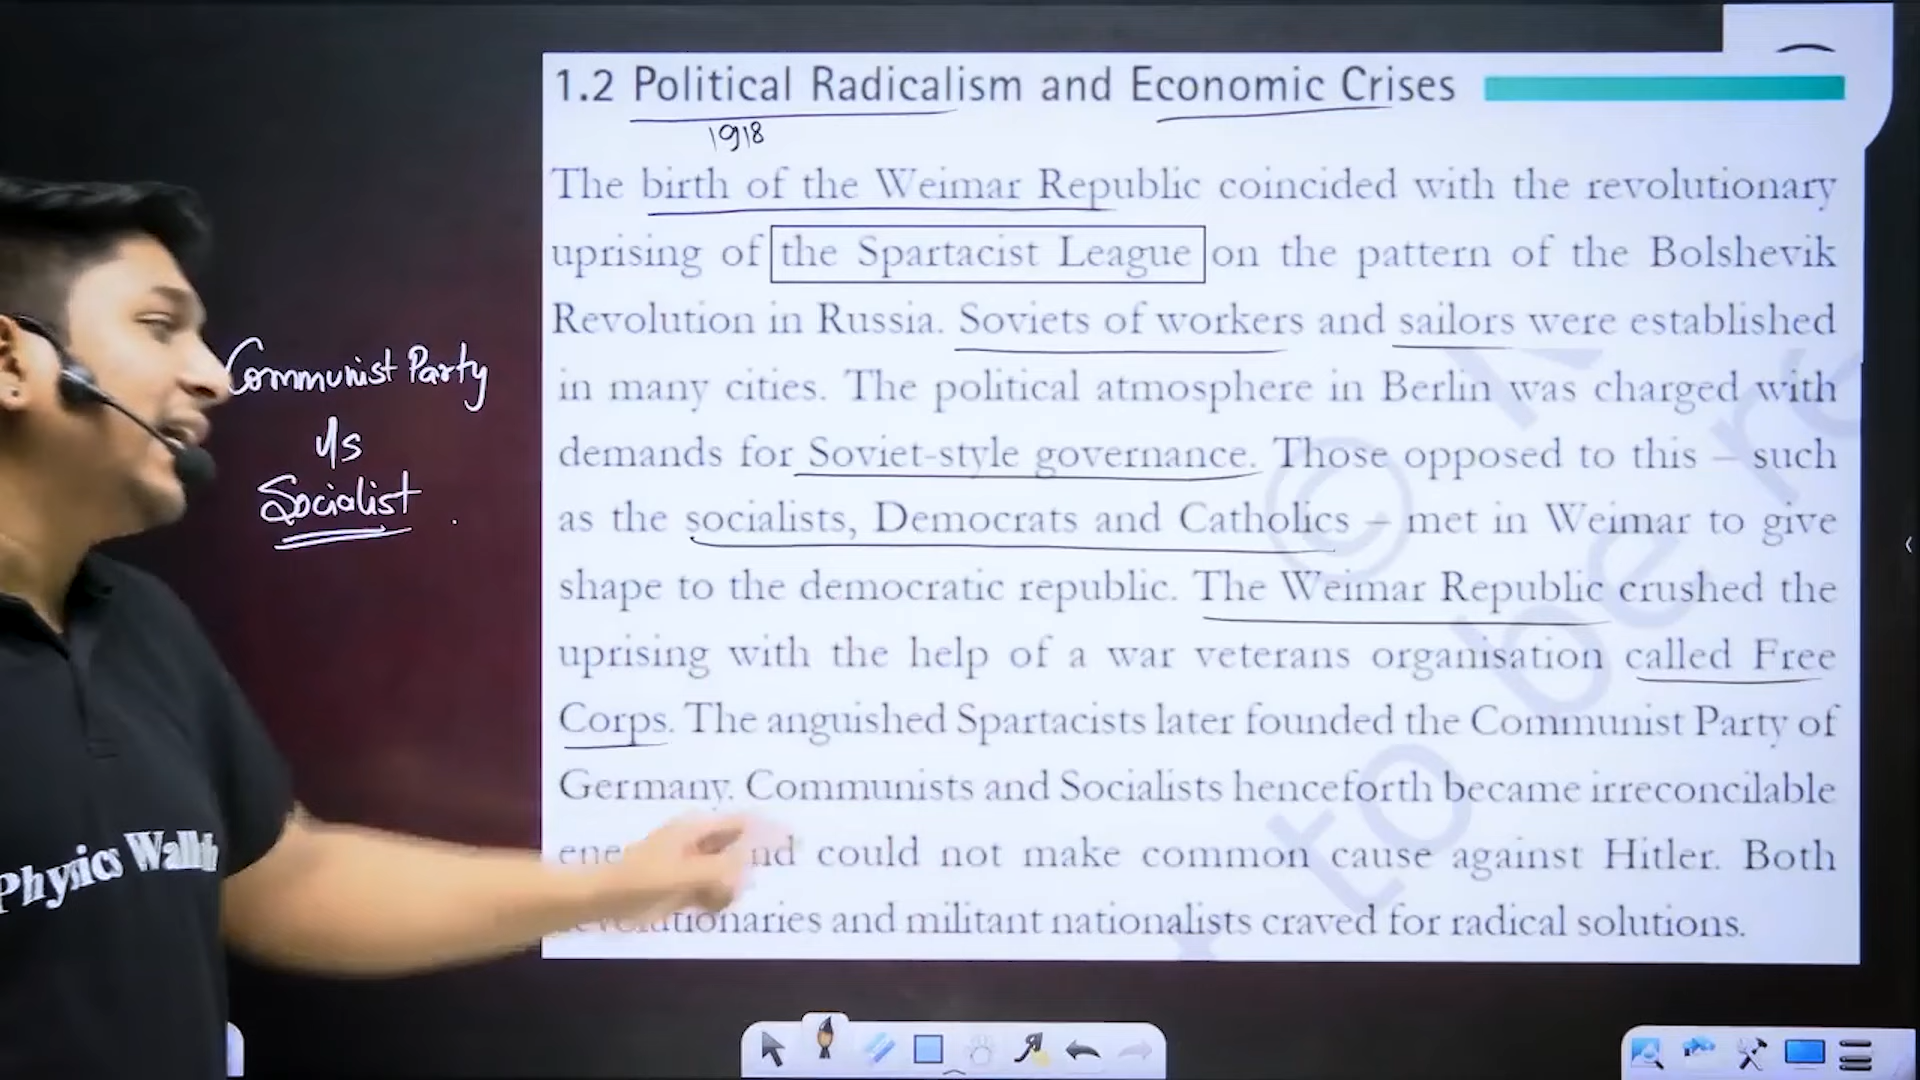 1.2 Political Radicalism and Economic Crises
1918
The birth of the Weimar Republic coincided with the revolutionary
uprising of the Spartacist League on the pattern of the Bolshevik
Revolution in Russia. Soviets of workers and sailors were established
in many cities. The political atmosphere in Berlin was charged with
demands for Soviet-style governance. Those opposed to this – such
as the socialists, Democrats and Catholics – met in Weimar to give
shape to the democratic republic. The Weimar Republic crushed the
uprising with the help of a war veterans organisation called Free
Corps. The anguished Spartacists later founded the Communist Party of
Germany. Communists and Socialists henceforth became irreconcilable
could not make common cause against Hitler. Both
and militant nationalists craved for radical solutions.
Communist Party
v/s
Socialist
Physics Wallah
© N
to be re